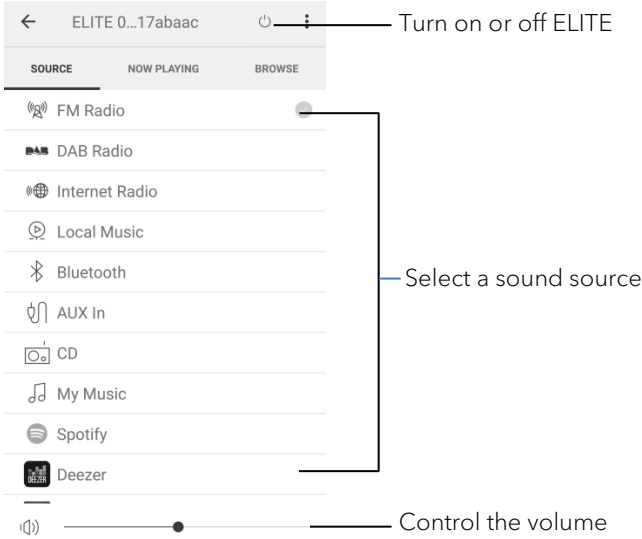 ELITE 0...17abaac
Turn on or off ELITE
SOURCE NOW PLAYING BROWSE
FM Radio
DAB DAB Radio
Internet Radio
Local Music
Bluetooth
Select a sound source
AUX In
CD
My Music
Spotify
DEEZER Deezer
Control the volume